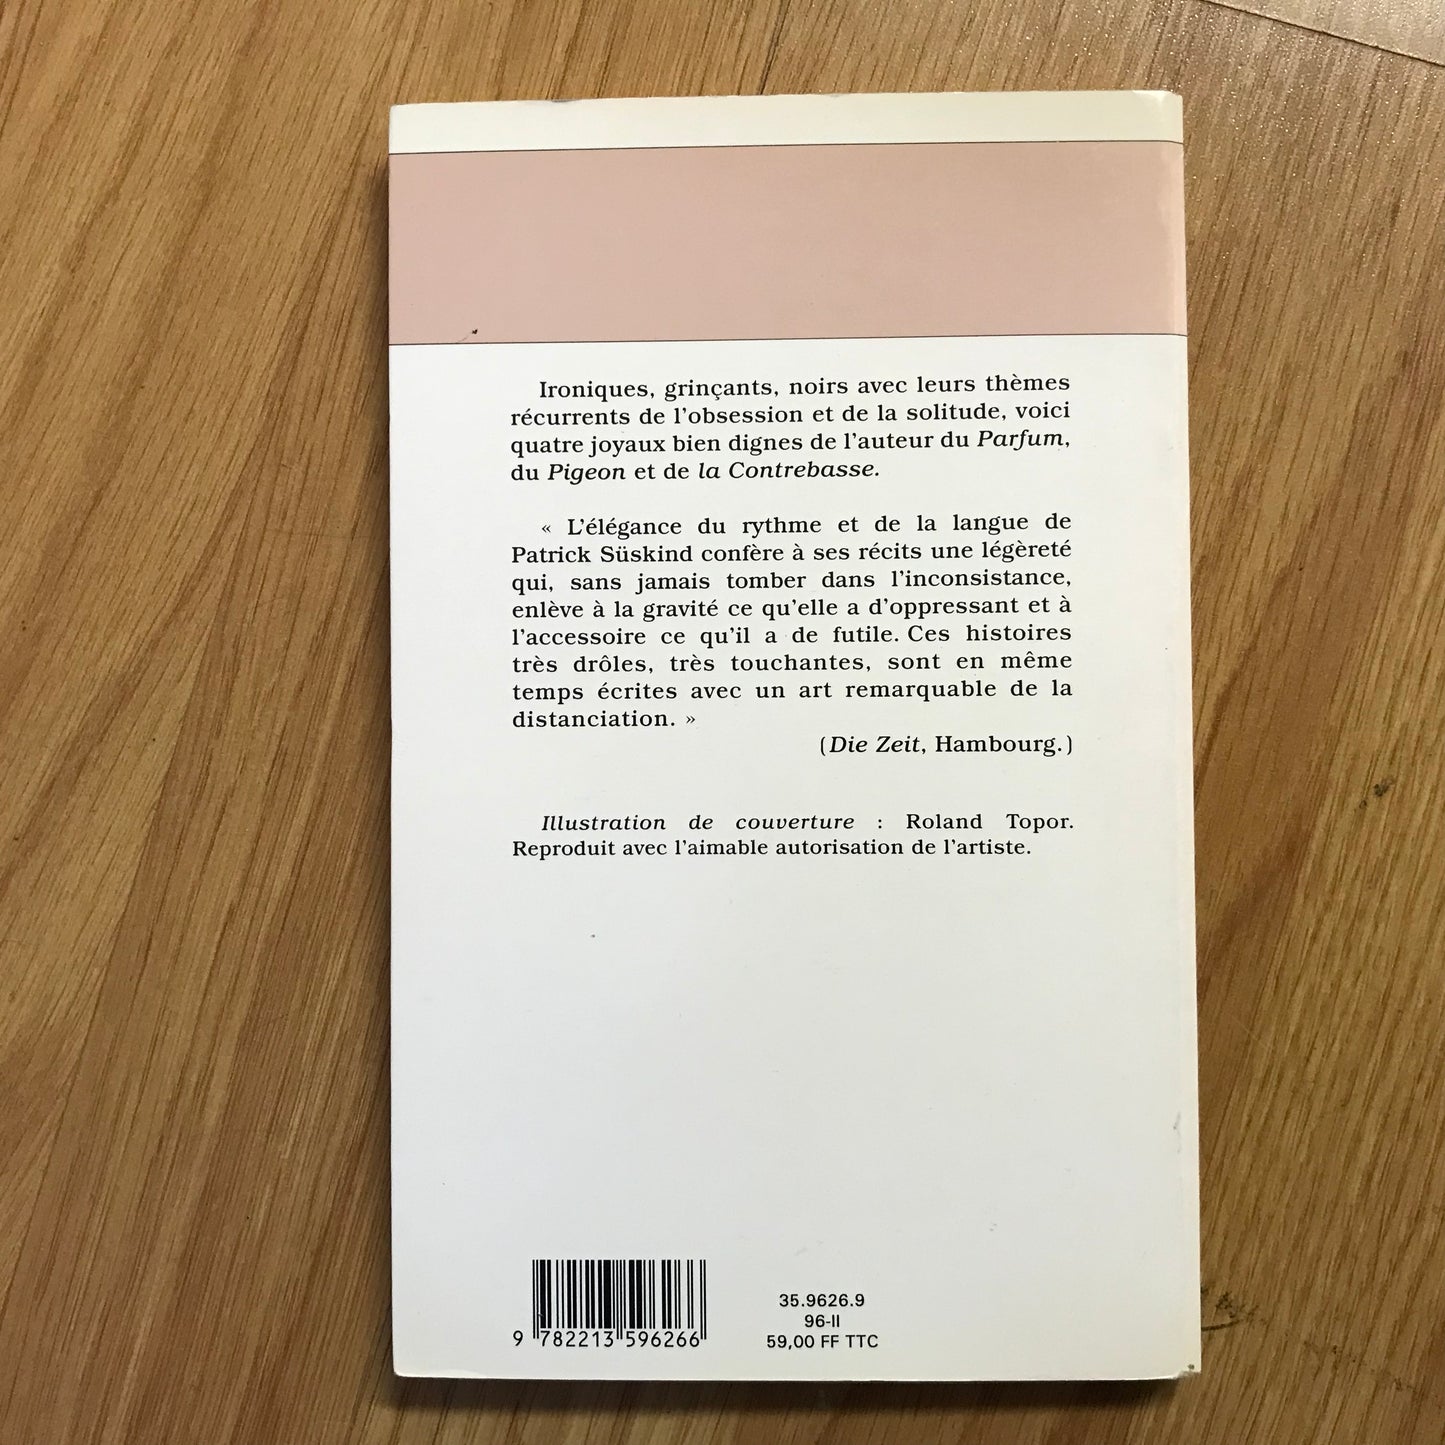 Ironiques, grinçants, noirs avec leurs thèmes
récurrents de l'obsession et de la solitude, voici
quatre joyaux bien dignes de l'auteur du Parfum,
du Pigeon et de la Contrebasse.
« L'élégance du rythme et de la langue de
Patrick Süskind confère à ses récits une légèreté
qui, sans jamais tomber dans l'inconsistance,
enlève à la gravité ce qu'elle a d'oppressant et à
l'accessoire ce qu'il a de futile. Ces histoires
très drôles, très touchantes, sont en même
temps écrites avec un art remarquable de la
distanciation. »
(Die Zeit, Hambourg.)
Illustration de couverture : Roland Topor.
Reproduit avec l'aimable autorisation de l'artiste.
9 782213 596266
35.9626.9
96-II
59,00 FF TTC